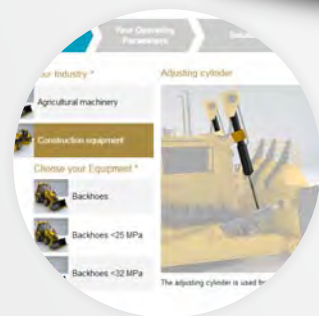 Your Operating
Parameters
our Industry *
Adjusting cylinder
Agricultural machinery
Construction equipment
Choose your Equipment *
Backhoes
Backhoes <25 MPa
Backhoes <32 MPa
The adjusting cylinder is used